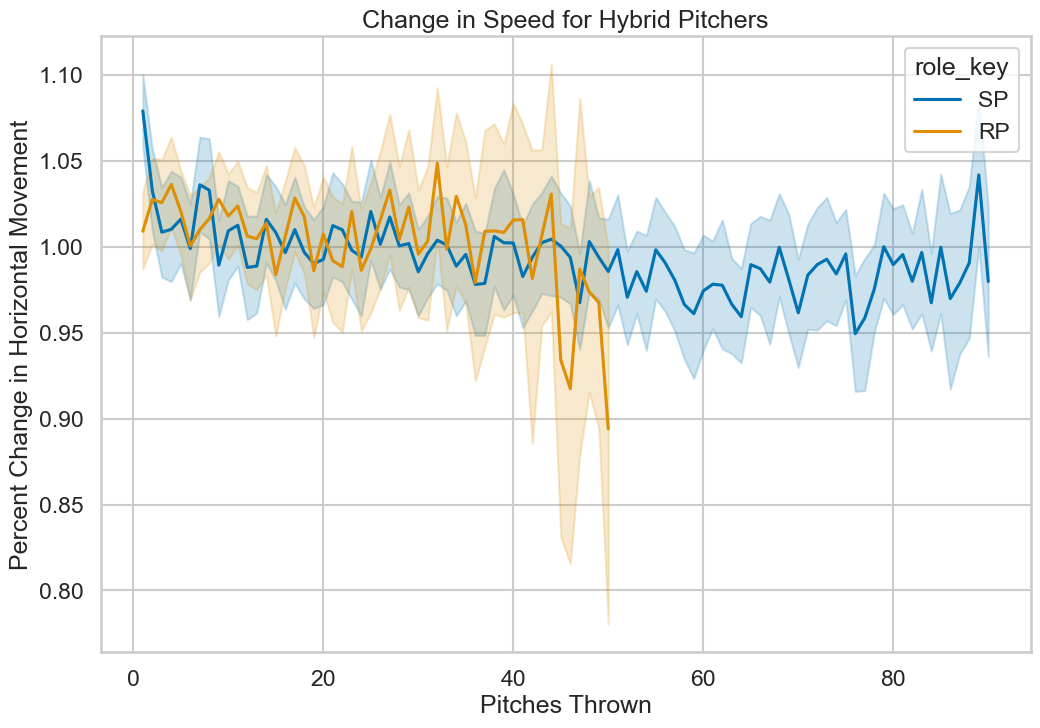 Change in Speed for Hybrid Pitchers
Percent Change in Horizontal Movement
1.10
1.05
1.00
0.95
0.90
0.85
0.80
role_key
SP
RP
0 20 40 60 80
Pitches Thrown